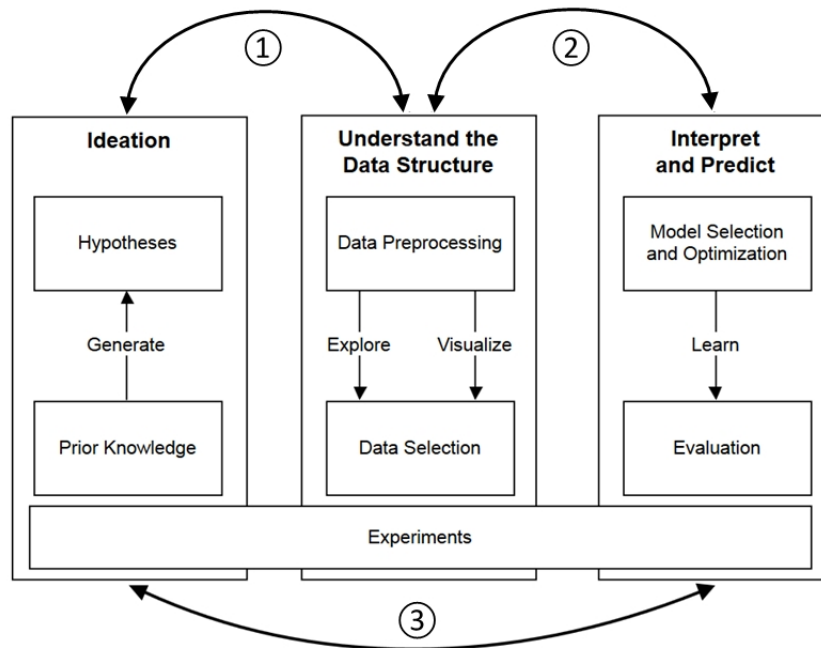 ①
②
Ideation
Hypotheses
Generate
Prior Knowledge
Understand the
Data Structure
Data Preprocessing
Explore
Visualize
Data Selection
Interpret
and Predict
Model Selection
and Optimization
Learn
Evaluation
Experiments
③